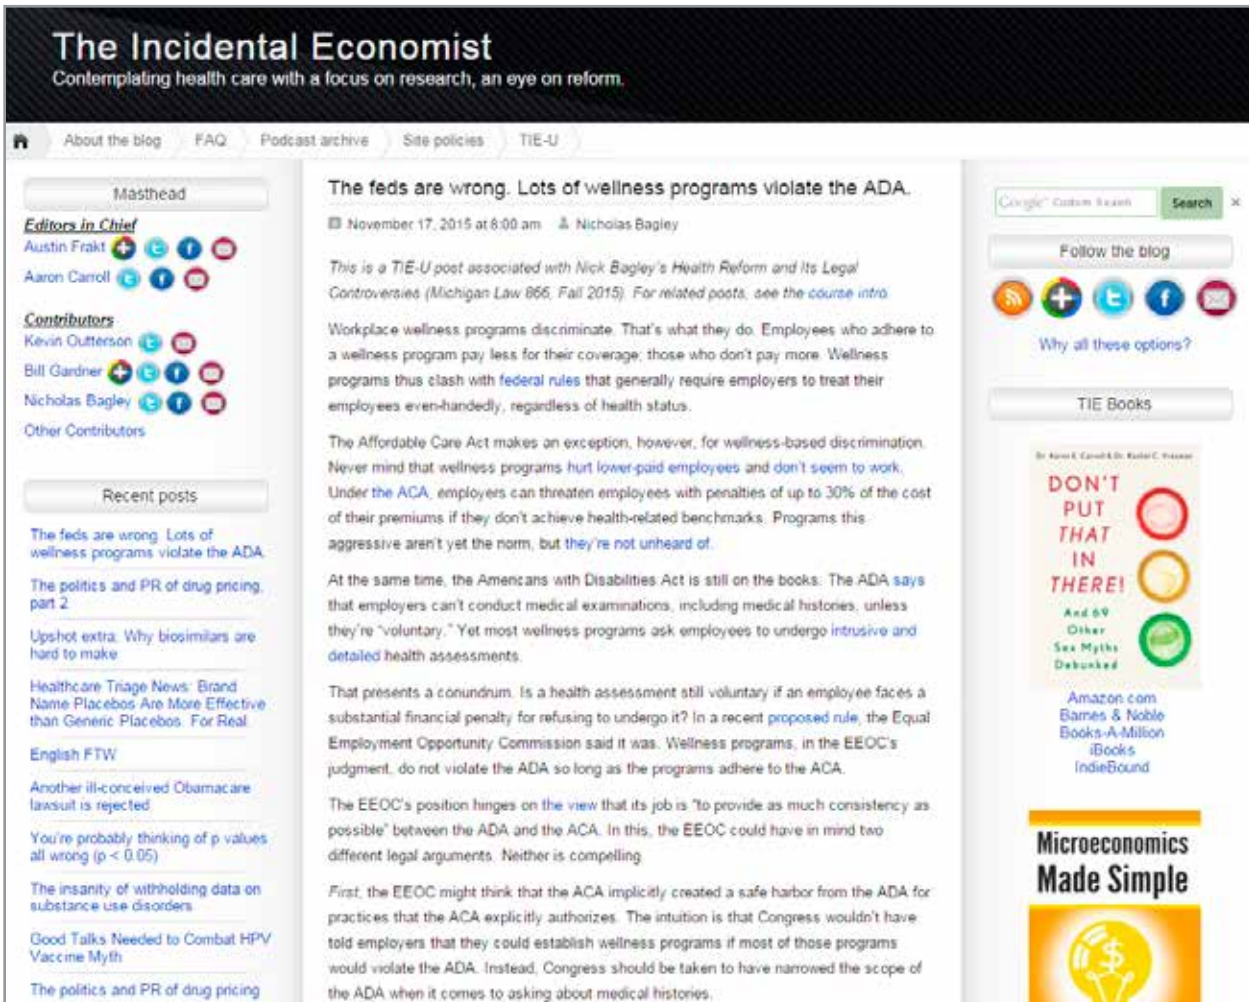 The Incidental Economist
Contemplating health care with a focus on research, an eye on reform.
About the blog
FAQ
Podcast archive
Site policies
TIE-U
Masthead
Editors in Chief
Austin Frakt
Aaron Carroll
Contributors
Kevin Outterson
Bill Gardner
Nicholas Bagley
Other Contributors
Recent posts
The feds are wrong. Lots of
wellness programs violate the ADA.
The politics and PR of drug pricing,
part 2
Upshot extra: Why biosimilars are
hard to make
Healthcare Triage News: Brand
Name Placebos Are More Effective
than Generic Placebos. For Real.
English FTW
Another ill-conceived Obamacare
lawsuit is rejected
You're probably thinking of p values
all wrong (p < 0.05)
The insanity of withholding data on
substance use disorders
Good Talks Needed to Combat HPV
Vaccine Myth
The politics and PR of drug pricing
The feds are wrong. Lots of wellness programs violate the ADA.
November 17, 2015 at 8:00 am
Nicholas Bagley
This is a TIE-U post associated with Nick Bagley's Health Reform and its Legal
Controversies (Michigan Law 866, Fall 2015). For related posts, see the course intro.
Workplace wellness programs discriminate. That's what they do. Employees who adhere to
a wellness program pay less for their coverage; those who don't pay more. Wellness
programs thus clash with federal rules that generally require employers to treat their
employees even-handedly, regardless of health status.
The Affordable Care Act makes an exception, however, for wellness-based discrimination.
Never mind that wellness programs hurt lower-paid employees and don't seem to work.
Under the ACA, employers can threaten employees with penalties of up to 30% of the cost
of their premiums if they don't achieve health-related benchmarks. Programs this
aggressive aren't yet the norm, but they're not unheard of.
At the same time, the Americans with Disabilities Act is still on the books. The ADA says
that employers can't conduct medical examinations, including medical histories, unless
they're "voluntary." Yet most wellness programs ask employees to undergo intrusive and
detailed health assessments.
That presents a conundrum. Is a health assessment still voluntary if an employee faces a
substantial financial penalty for refusing to undergo it? In a recent proposed rule, the Equal
Employment Opportunity Commission said it was. Wellness programs, in the EEOC's
judgment, do not violate the ADA so long as the programs adhere to the ACA.
The EEOC's position hinges on the view that its job is "to provide as much consistency as
possible" between the ADA and the ACA. In this, the EEOC could have in mind two
different legal arguments. Neither is compelling.
First, the EEOC might think that the ACA implicitly created a safe harbor from the ADA for
practices that the ACA explicitly authorizes. The intuition is that Congress wouldn't have
told employers that they could establish wellness programs if most of those programs
would violate the ADA. Instead, Congress should be taken to have narrowed the scope of
the ADA when it comes to asking about medical histories.
Google Custom Search
Search
Follow the blog
Why all these options?
TIE Books
Dr. Aaron E. Carroll & Dr. Rachel C. Vreeman
DON'T
PUT
THAT
IN
THERE!
And 69
Other
Sex Myths
Debunked
Amazon.com
Barnes & Noble
Books-A-Million
iBooks
IndieBound
Microeconomics
Made Simple